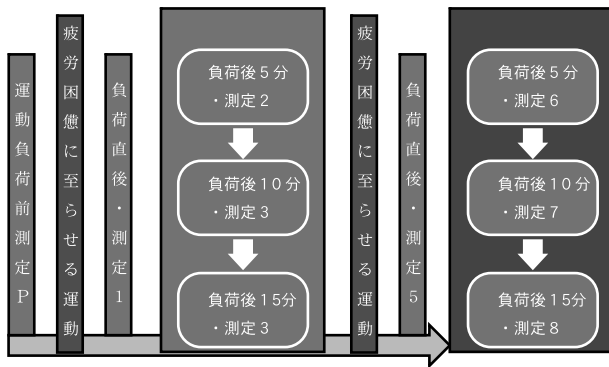 運動負荷前測定P
疲労困憊に至らせる運動
負荷直後・測定1
負荷後5分
・測定2
負荷後10分
・測定3
負荷後15分
・測定3
疲労困憊に至らせる運動
負荷直後・測定5
負荷後5分
・測定6
負荷後10分
・測定7
負荷後15分
・測定8